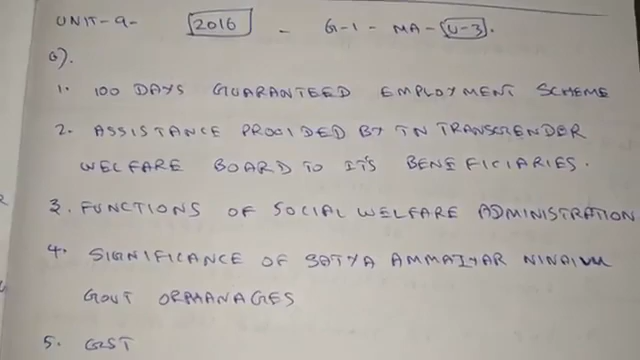 UNIT-9- 2016 - G-1 - MA-U-3).
6).
1. 100 DAYS GUARANTEED EMPLOYMENT SCHEME
2. ASSISTANCE PROVIDED BY TN TRANSGENDER
WELFARE BOARD TO IT'S BENEFICIARIES.
3. FUNCTIONS OF SOCIAL WELFARE ADMINISTRATION
4. SIGNIFICANCE OF SATYA AMMAIYAR NINAIVU
GOVT ORPHANAGES
5. GST